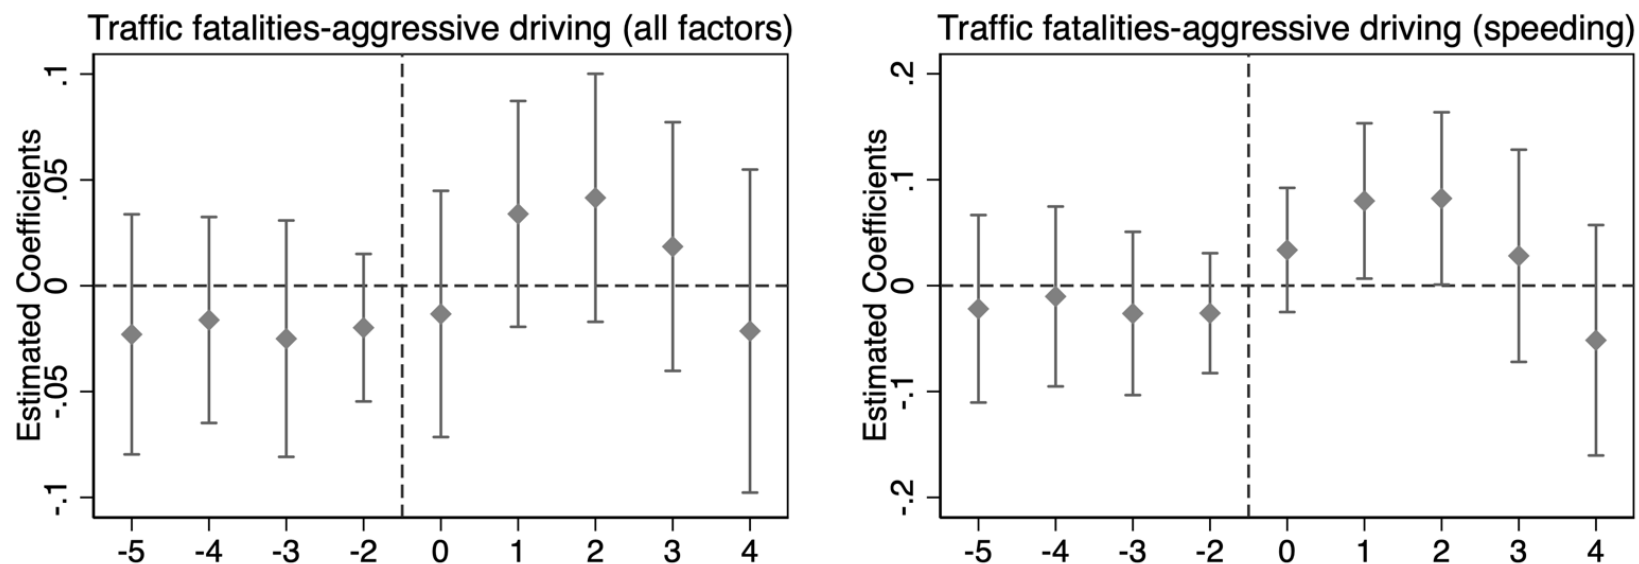 Traffic fatalities-aggressive driving (all factors)
Estimated Coefficients
.1
.05
0
-.05
-.1
-5 -4 -3 -2 0 1 2 3 4
Traffic fatalities-aggressive driving (speeding)
Estimated Coefficients
.2
.1
0
-.1
-.2
-5 -4 -3 -2 0 1 2 3 4